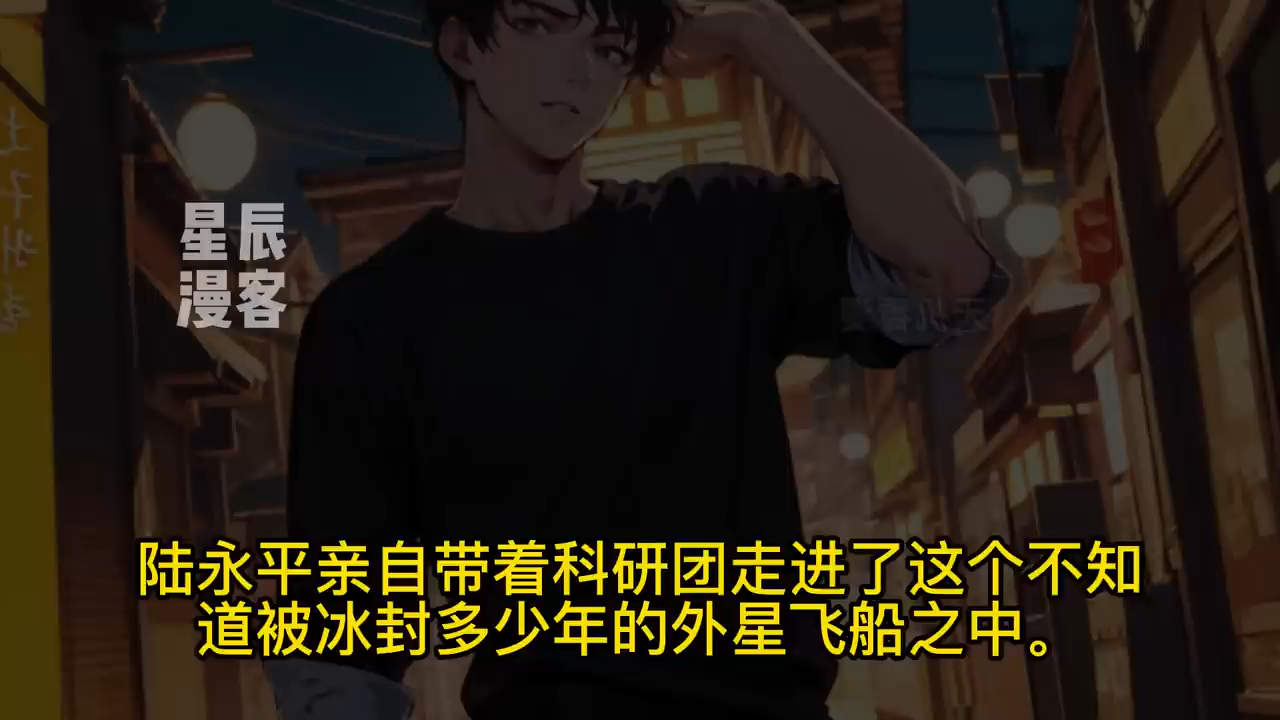 星辰
漫客
陆永平亲自带着科研团走进了这个不知
道被冰封多少年的外星飞船之中。